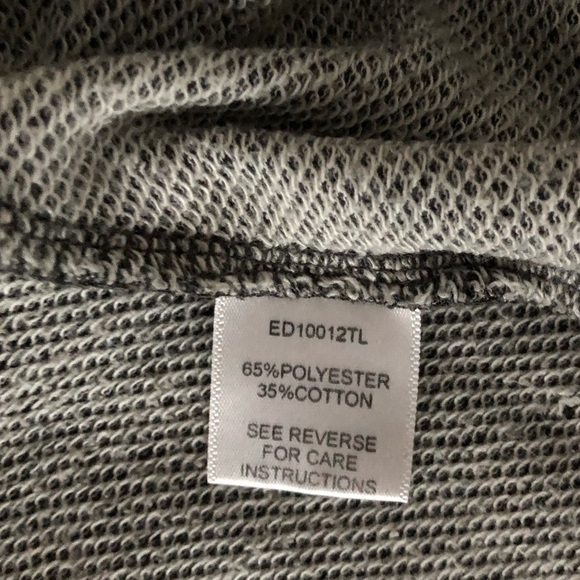 ED10012TL
65%POLYESTER
35%COTTON
SEE REVERSE
FOR CARE
INSTRUCTIONS